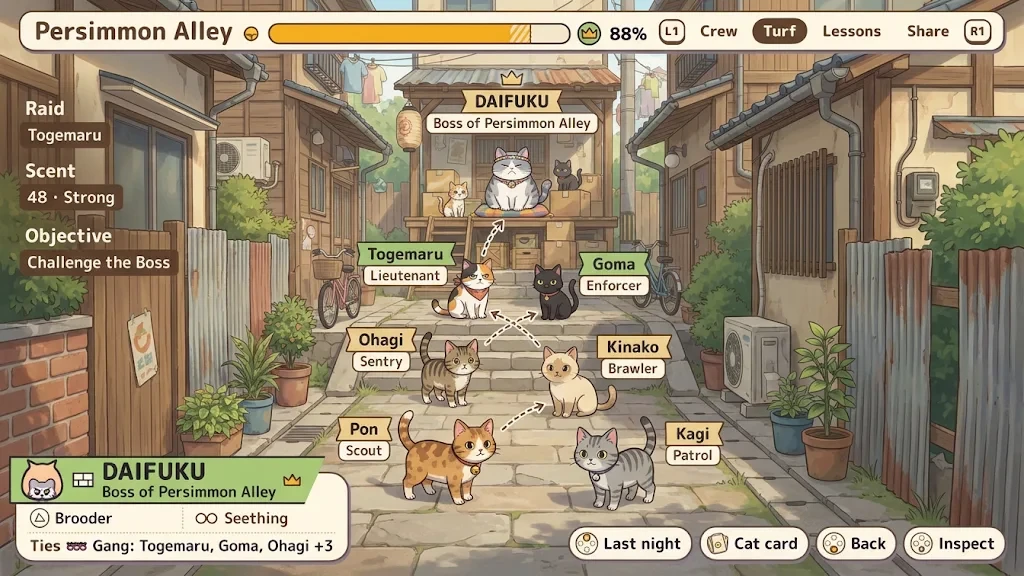 Persimmon Alley
88%
L1
Crew
Turf
Lessons
Share
R1
Raid
Togemaru
Scent
48 · Strong
Objective
Challenge the Boss
DAIFUKU
Boss of Persimmon Alley
Togemaru
Lieutenant
Goma
Enforcer
Ohagi
Sentry
Kinako
Brawler
Pon
Scout
Kagi
Patrol
DAIFUKU
Boss of Persimmon Alley
Brooder
Seething
Ties Gang: Togemaru, Goma, Ohagi +3
Last night
Cat card
Back
Inspect